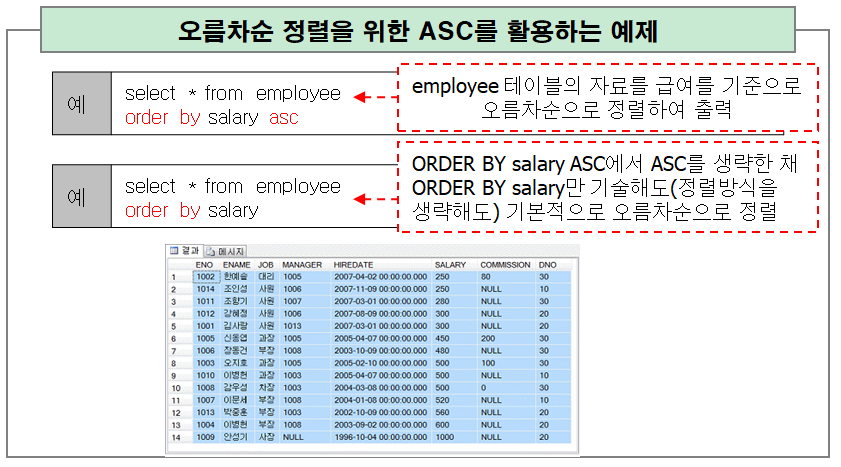 오름차순 정렬을 위한 ASC를 활용하는 예제
예
select * from employee
order by salary asc
employee 테이블의 자료를 급여를 기준으로
오름차순으로 정렬하여 출력
예
select * from employee
order by salary
ORDER BY salary ASC에서 ASC를 생략한 채
ORDER BY salary만 기술해도(정렬방식을
생략해도) 기본적으로 오름차순으로 정렬
결과 메시지
ENO ENAME JOB MANAGER HIREDATE SALARY COMMISSION DNO
1 1002 한예슬 대리 1005 2007-04-02 00:00:00.000 250 80 30
2 1014 조인성 사원 1006 2007-11-09 00:00:00.000 250 NULL 10
3 1011 조향기 사원 1007 2007-03-01 00:00:00.000 280 NULL 30
4 1012 강혜정 사원 1006 2007-08-09 00:00:00.000 300 NULL 20
5 1001 김사랑 사원 1013 2007-03-01 00:00:00.000 300 NULL 20
6 1005 신동엽 과장 1005 2005-04-07 00:00:00.000 450 200 30
7 1006 장동건 부장 1008 2003-10-09 00:00:00.000 480 NULL 30
8 1003 오지호 과장 1005 2005-02-10 00:00:00.000 500 100 30
9 1010 이병헌 과장 1003 2005-04-07 00:00:00.000 500 NULL 10
10 1008 감우성 차장 1003 2004-03-08 00:00:00.000 500 0 30
11 1007 이문세 부장 1008 2004-01-08 00:00:00.000 520 NULL 10
12 1013 박중훈 부장 1003 2002-10-09 00:00:00.000 560 NULL 20
13 1004 이병헌 부장 1008 2003-09-02 00:00:00.000 600 NULL 20
14 1009 안성기 사장 NULL 1996-10-04 00:00:00.000 1000 NULL 20